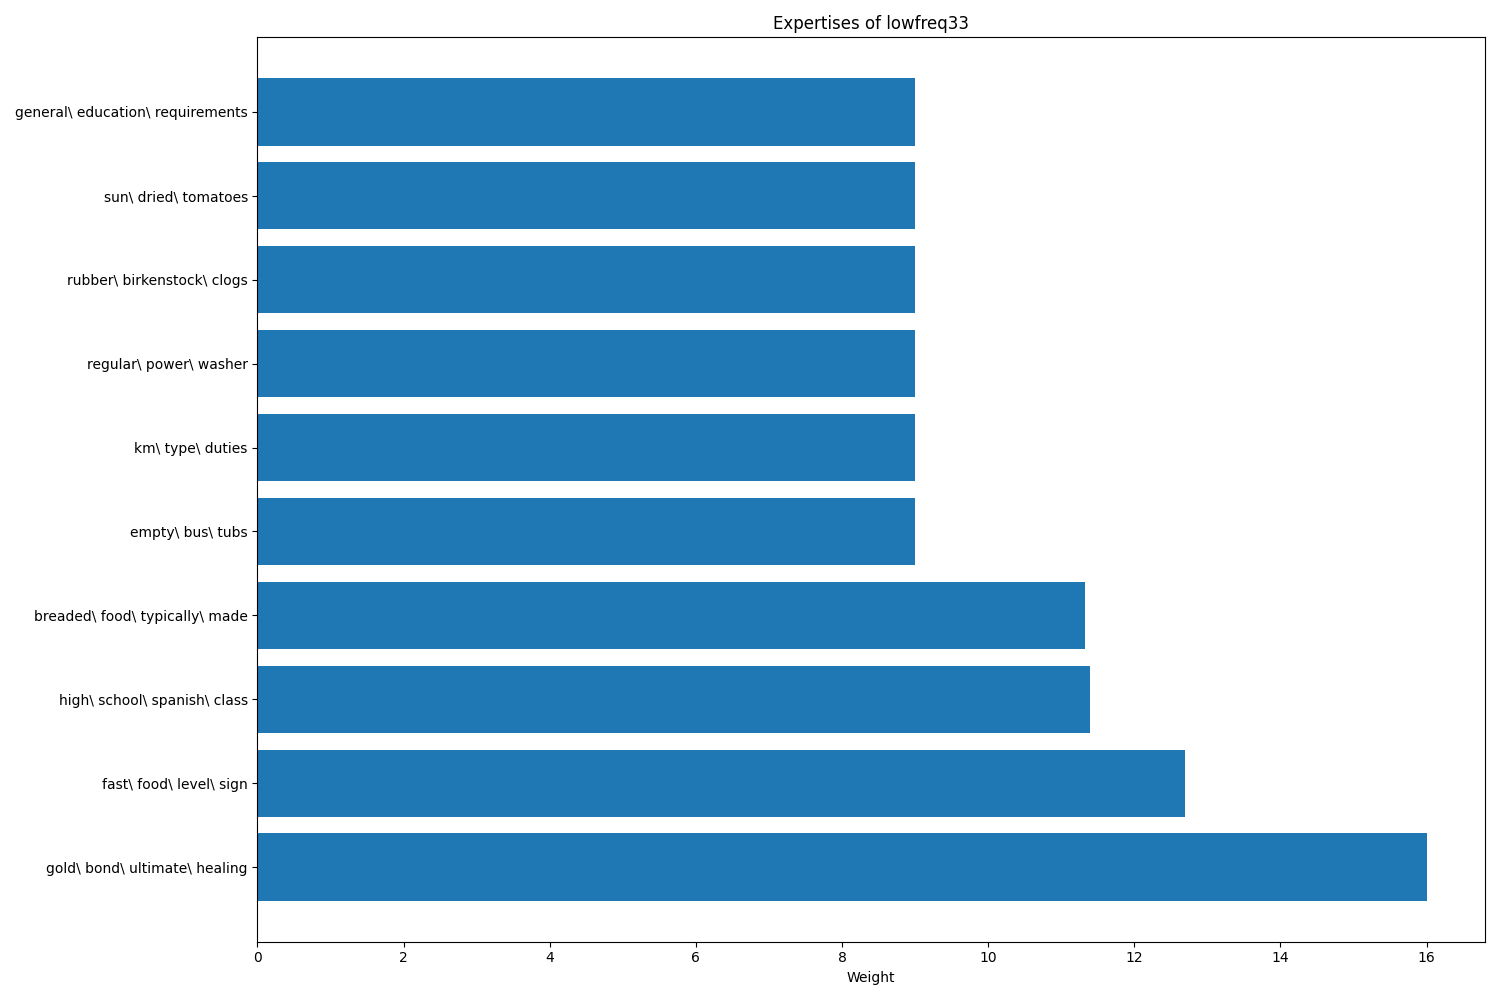 Expertises of lowfreq33
general\ education\ requirements
sun\ dried\ tomatoes
rubber\ birkenstock\ clogs
regular\ power\ washer
km\ type\ duties
empty\ bus\ tubs
breaded\ food\ typically\ made
high\ school\ spanish\ class
fast\ food\ level\ sign
gold\ bond\ ultimate\ healing
0 2 4 6 8 10 12 14 16
Weight